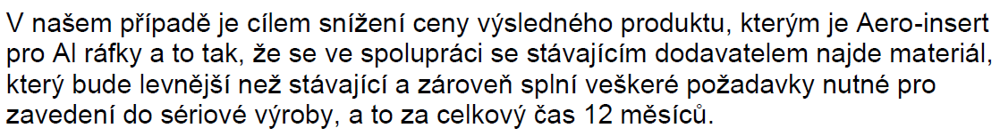 V našem případě je cílem snížení ceny výsledného produktu, kterým je Aero-insert
pro Al ráfky a to tak, že se ve spolupráci se stávajícím dodavatelem najde materiál,
který bude levnější než stávající a zároveň splní veškeré požadavky nutné pro
zavedení do sériové výroby, a to za celkový čas 12 měsíců.